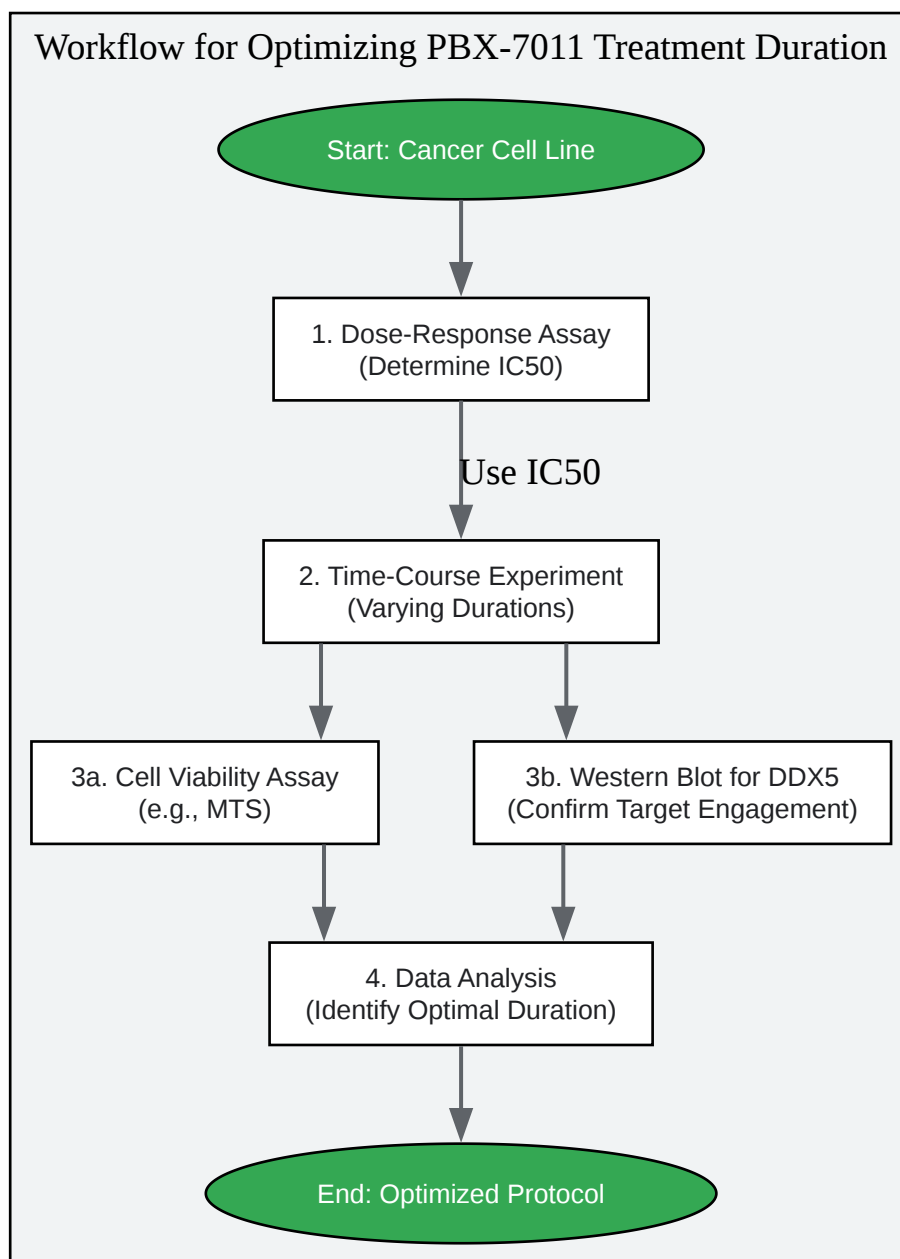 Workflow for Optimizing PBX-7011 Treatment Duration
Start: Cancer Cell Line
1. Dose-Response Assay
(Determine IC50)
Use IC50
2. Time-Course Experiment
(Varying Durations)
3a. Cell Viability Assay
(e.g., MTS)
3b. Western Blot for DDX5
(Confirm Target Engagement)
4. Data Analysis
(Identify Optimal Duration)
End: Optimized Protocol